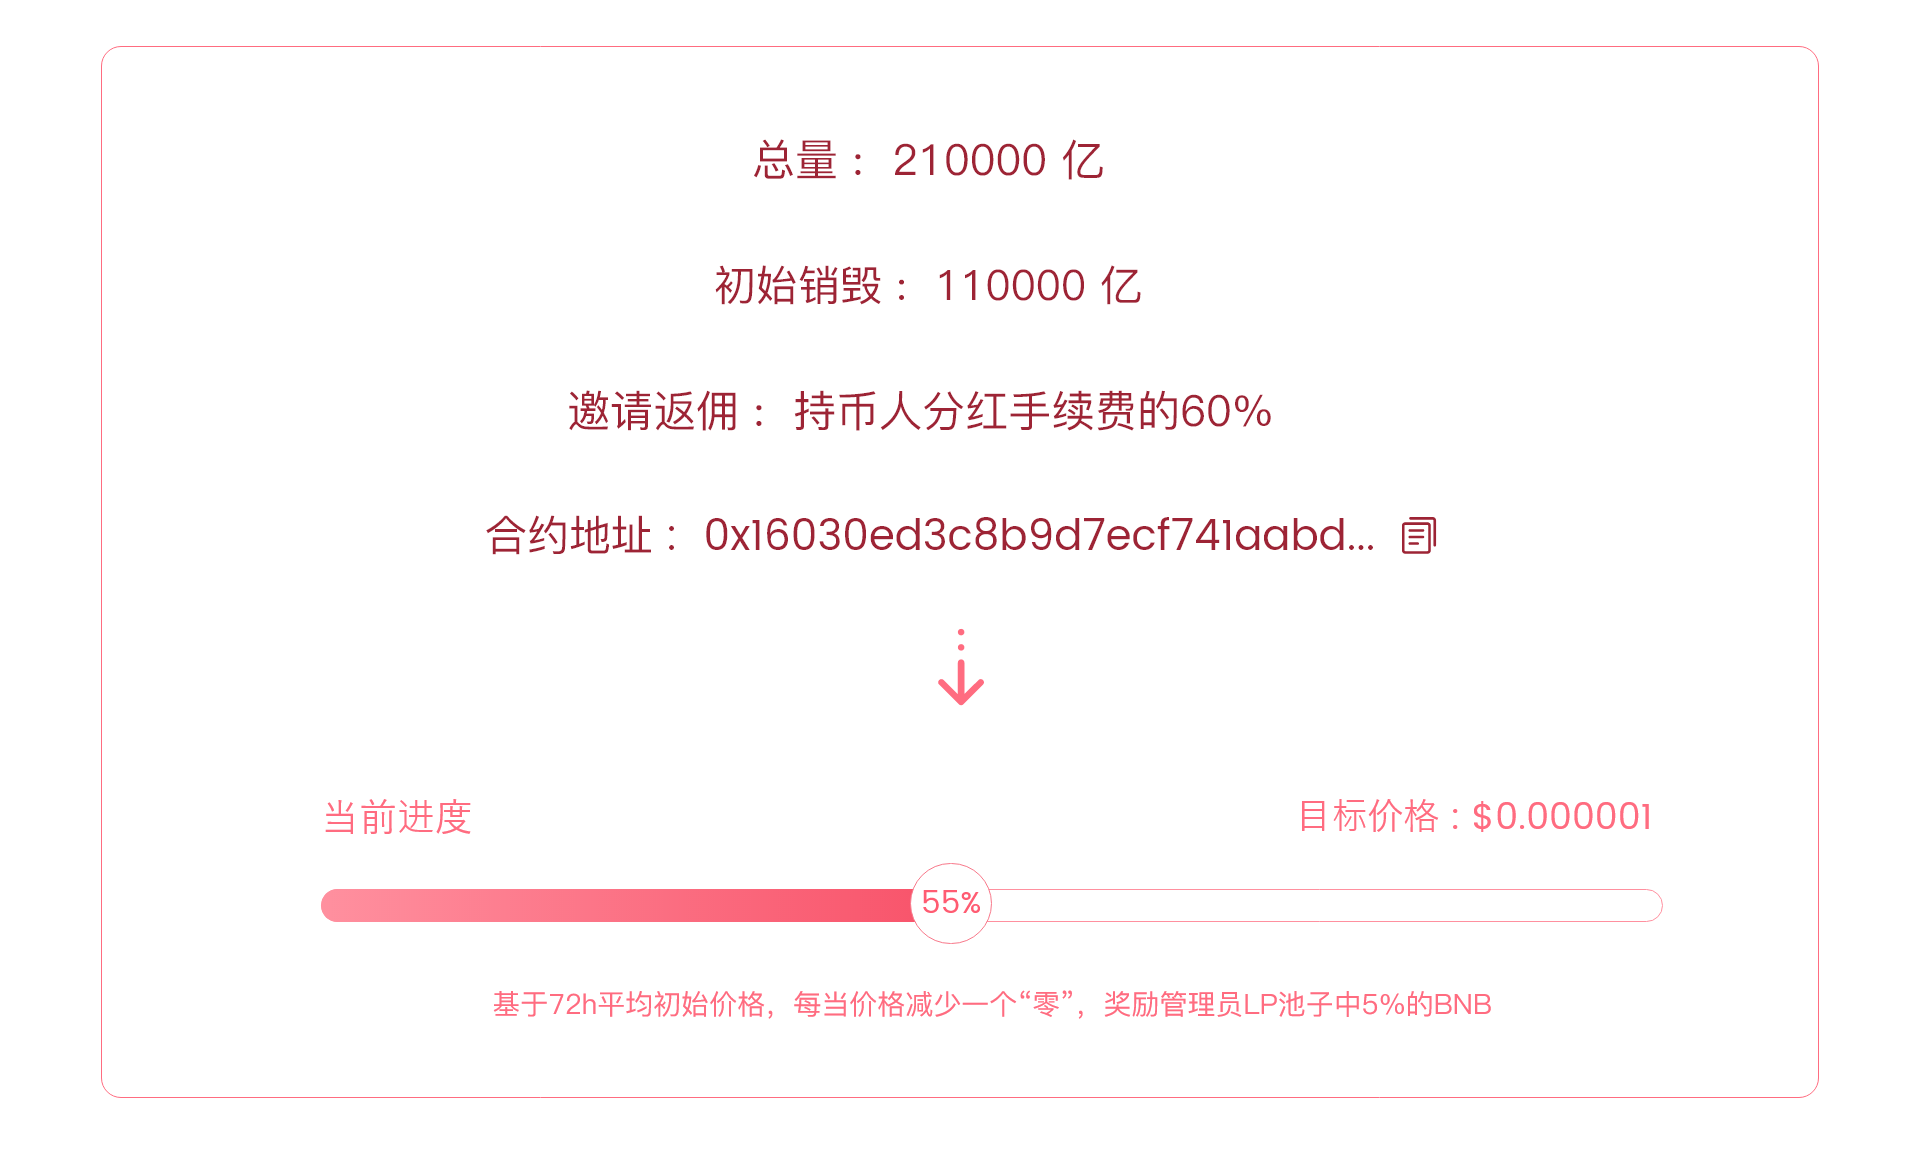 总量： 210000 亿
初始销毁： 110000 亿
邀请返佣： 持币人分红手续费的60%
合约地址： 0x16030ed3c8b9d7ecf741aabd...
当前进度
目标价格：$0.000001
55%
基于72h平均初始价格，每当价格减少一个“零”，奖励管理员LP池子中5%的BNB